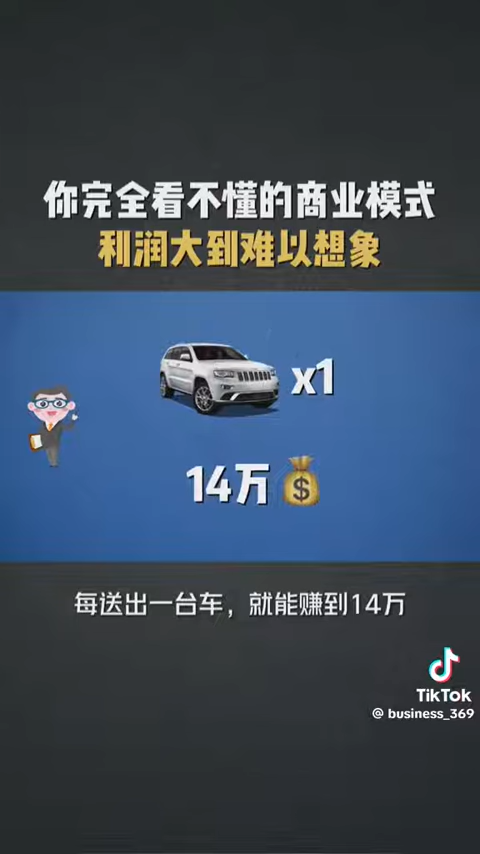 你完全看不懂的商业模式
利润大到难以想象
x1
14万
$
每送出一台车，就能赚到14万
TikTok
@ business_369